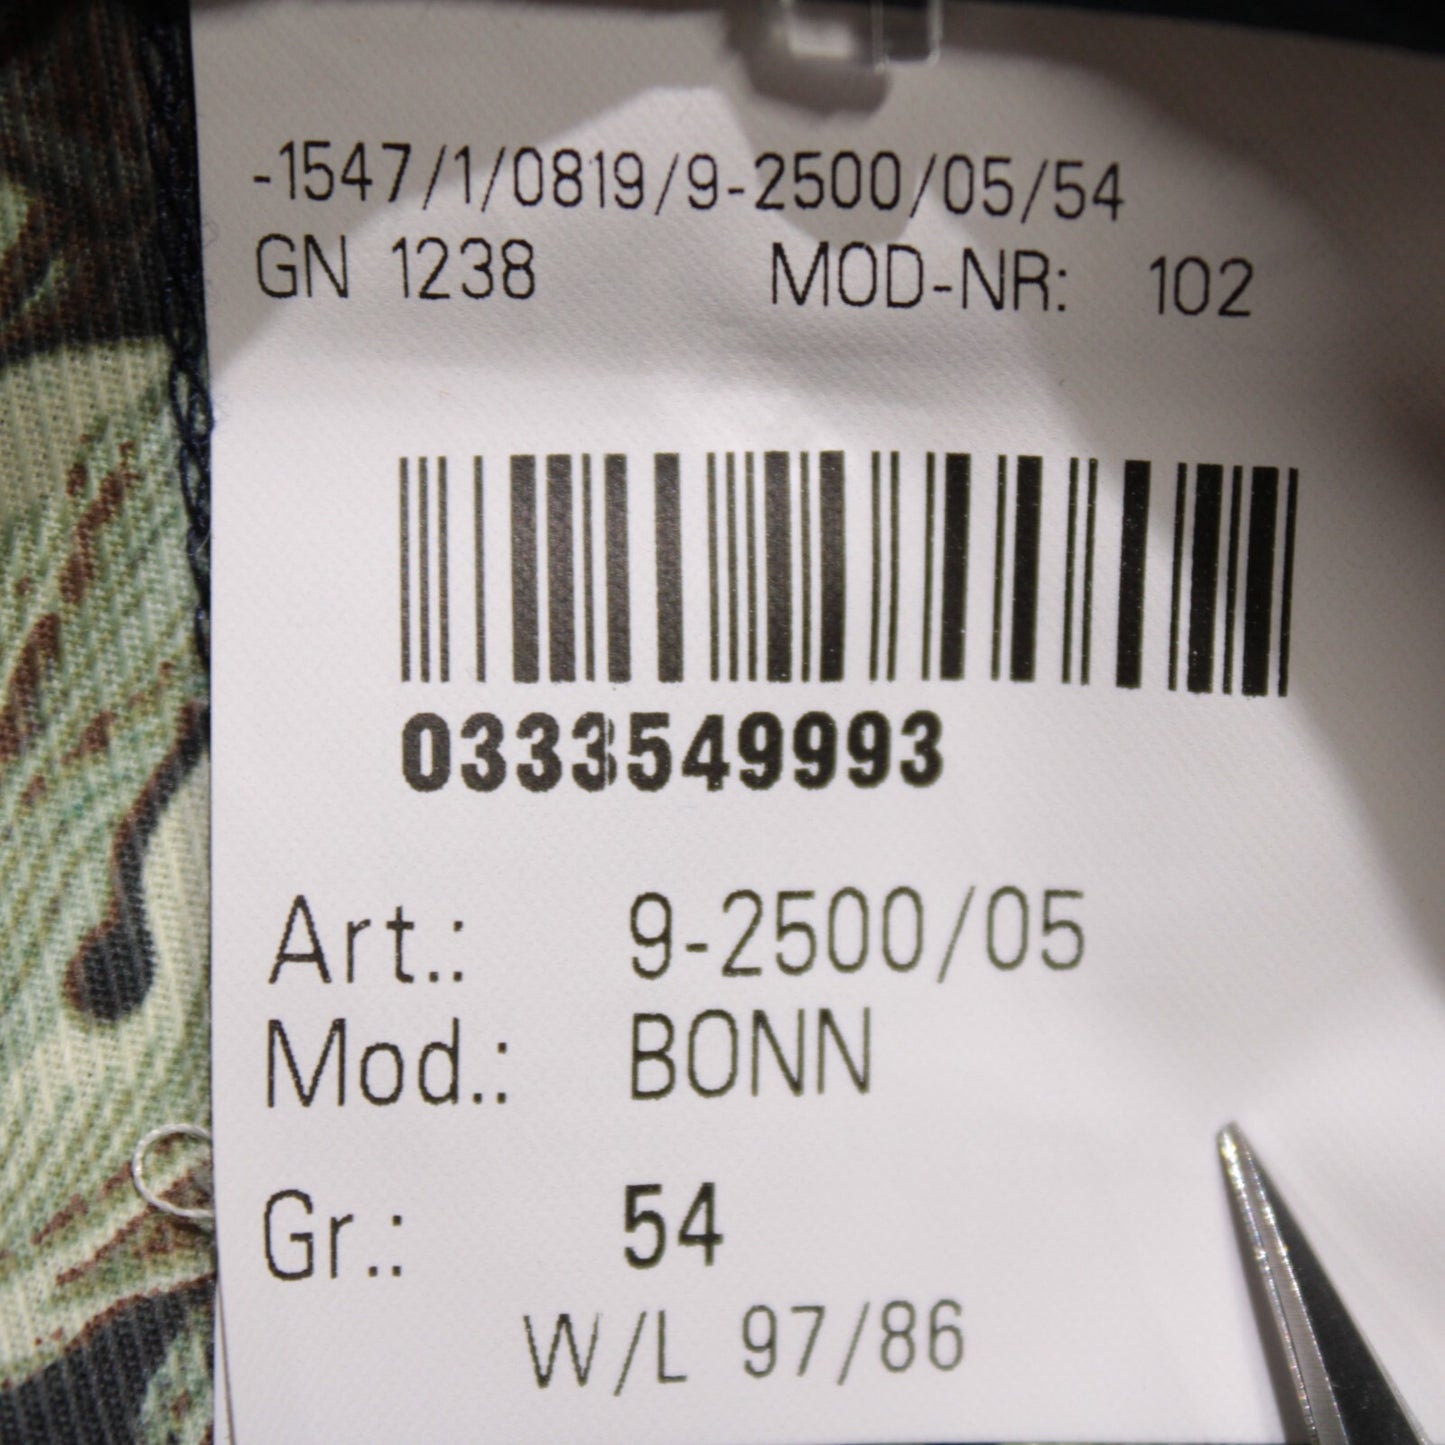 -1547/1/0819/9-2500/05/54
GN 1238 MOD-NR: 102
0333549993
Art.: 9-2500/05
Mod.: BONN
Gr.: 54
W/L 97/86